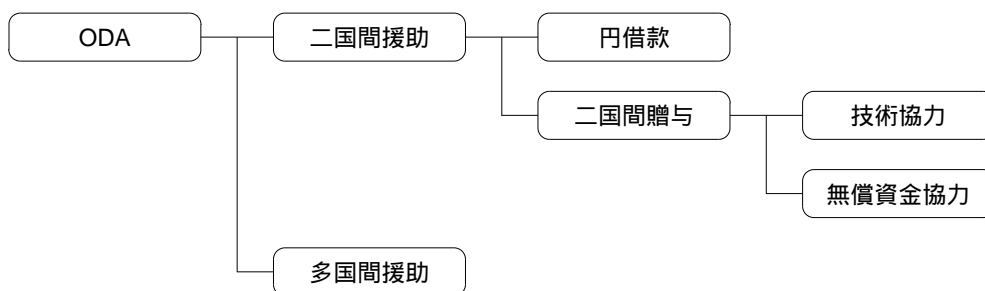 ODA
二国間援助
円借款
二国間贈与
技術協力
無償資金協力
多国間援助